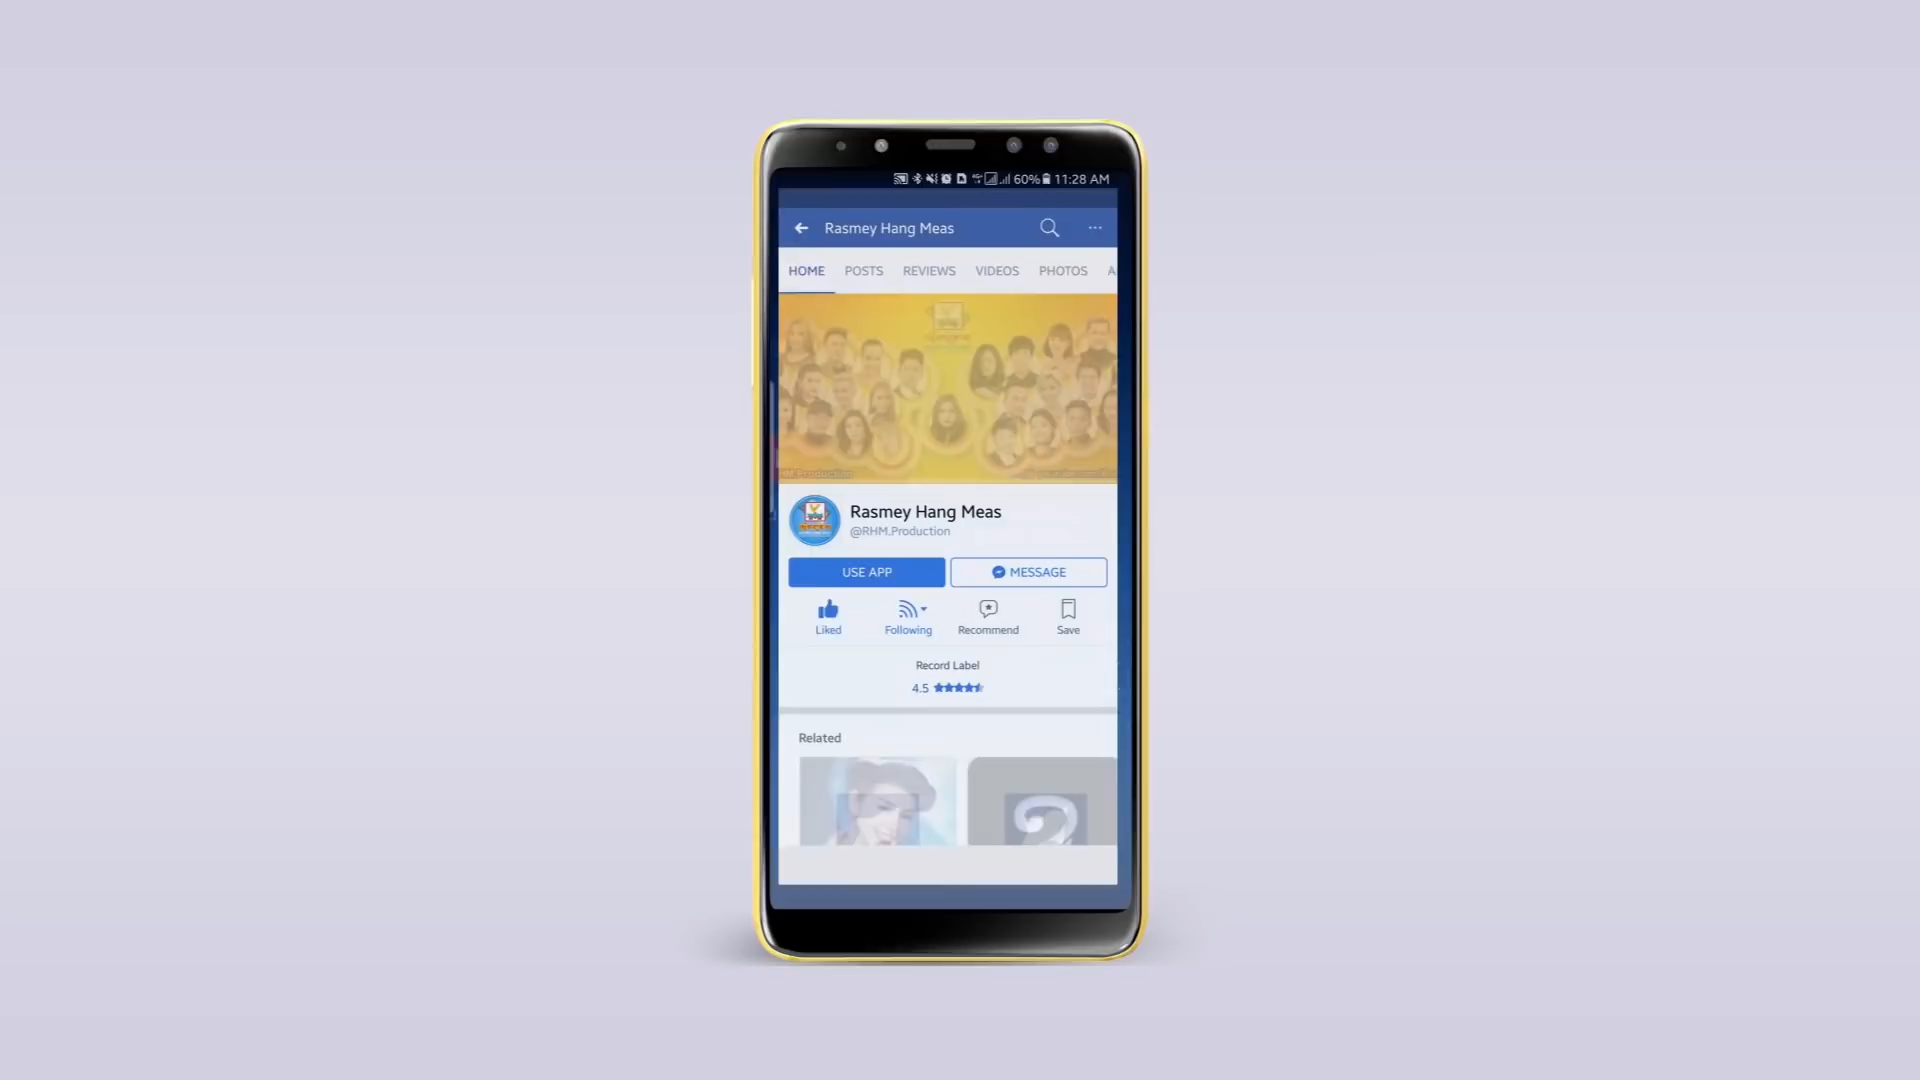 60% 11:28 AM
Rasmey Hang Meas
HOME POSTS REVIEWS VIDEOS PHOTOS A
Rasmey Hang Meas
@RHM.Production
USE APP MESSAGE
Liked Following Recommend Save
Record Label
4.5
Related
2